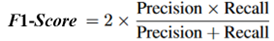 F1-Score = 2 × (Precision × Recall) / (Precision + Recall)